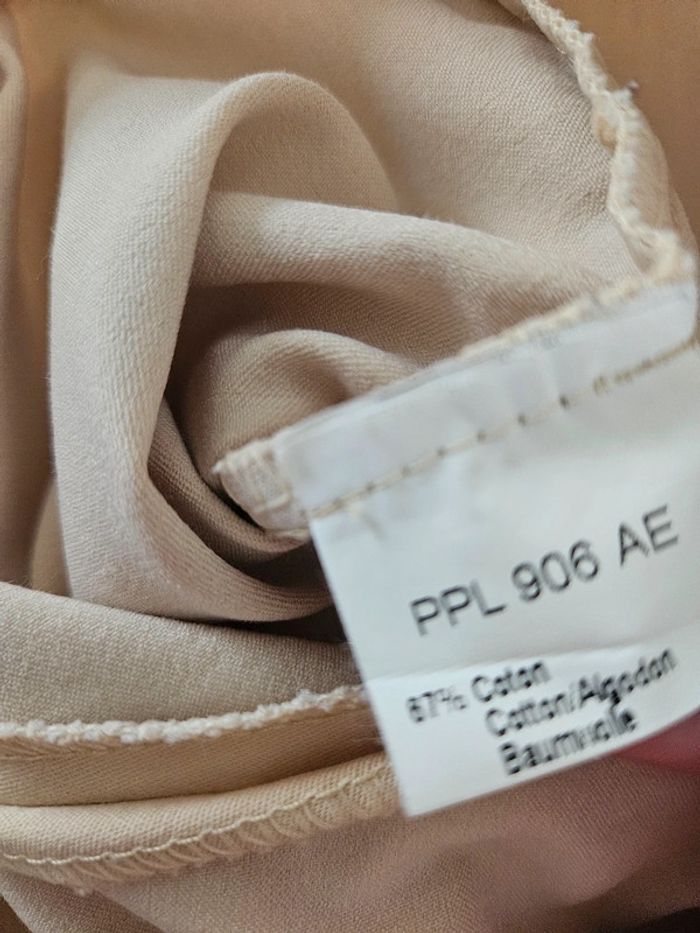 PPL 906 AE
67% Coton
Cotton/Algodon
Baumwolle